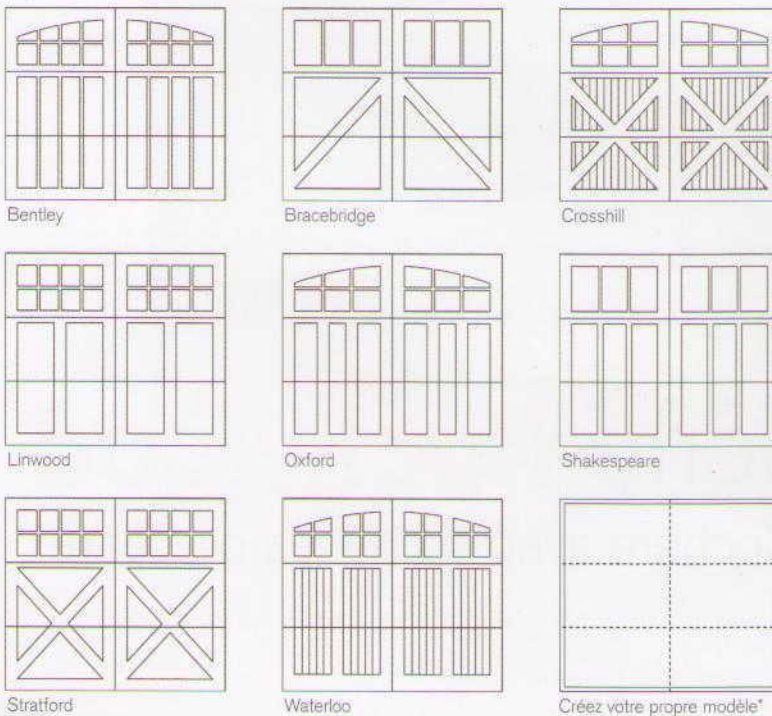 Bentley
Bracebridge
Crosshill
Linwood
Oxford
Shakespeare
Stratford
Waterloo
Créez votre propre modèle*